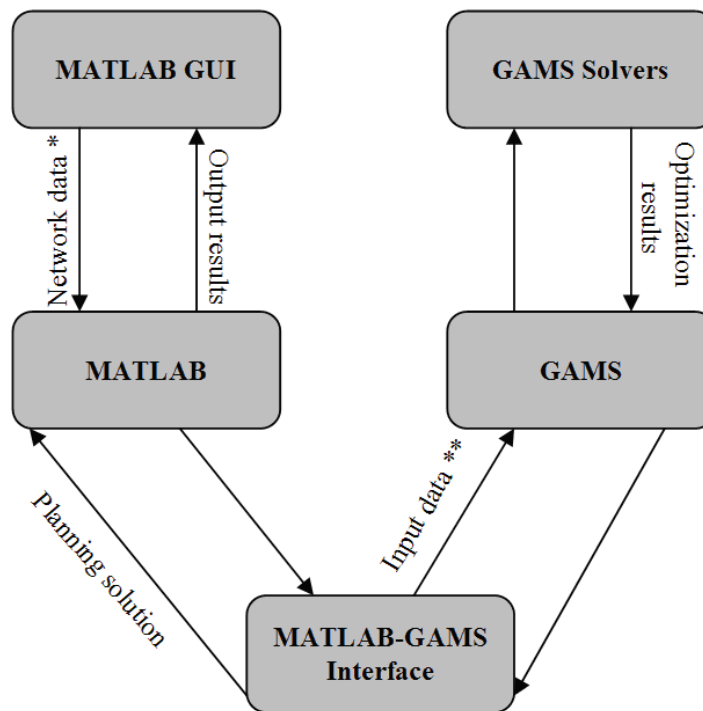 MATLAB GUI
GAMS Solvers
Network data *
Output results
Optimization
results
MATLAB
GAMS
Planning solution
Input data **
MATLAB-GAMS
Interface